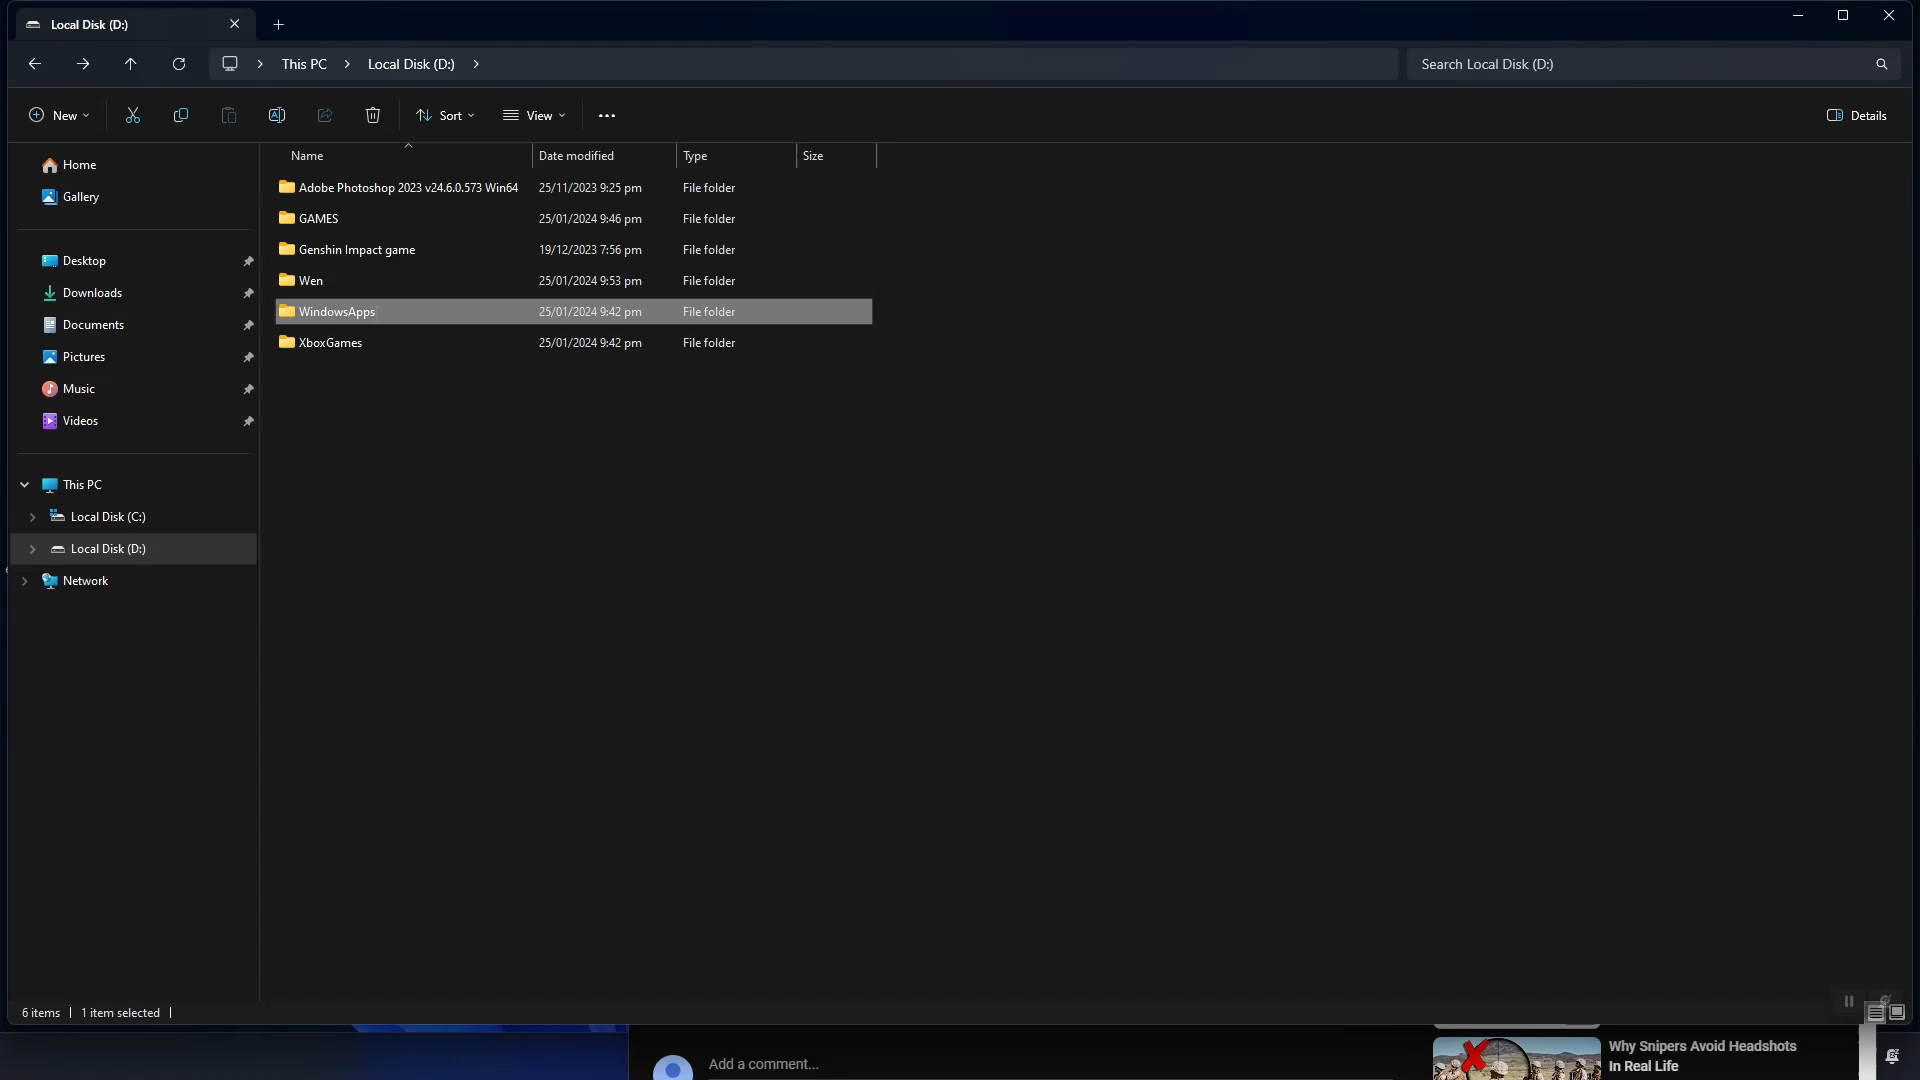 Local Disk (D:)
This PC
Local Disk (D:)
Search Local Disk (D:)
New
Sort
View
Details
Name
Date modified
Type
Size
Home
Gallery
Desktop
Downloads
Documents
Pictures
Music
Videos
This PC
Local Disk (C:)
Local Disk (D:)
Network
Adobe Photoshop 2023 v24.6.0.573 Win64 25/11/2023 9:25 pm File folder
GAMES 25/01/2024 9:46 pm File folder
Genshin Impact game 19/12/2023 7:56 pm File folder
Wen 25/01/2024 9:53 pm File folder
WindowsApps 25/01/2024 9:42 pm File folder
XboxGames 25/01/2024 9:42 pm File folder
6 items 1 item selected
Add a comment...
Why Snipers Avoid Headshots
In Real Life